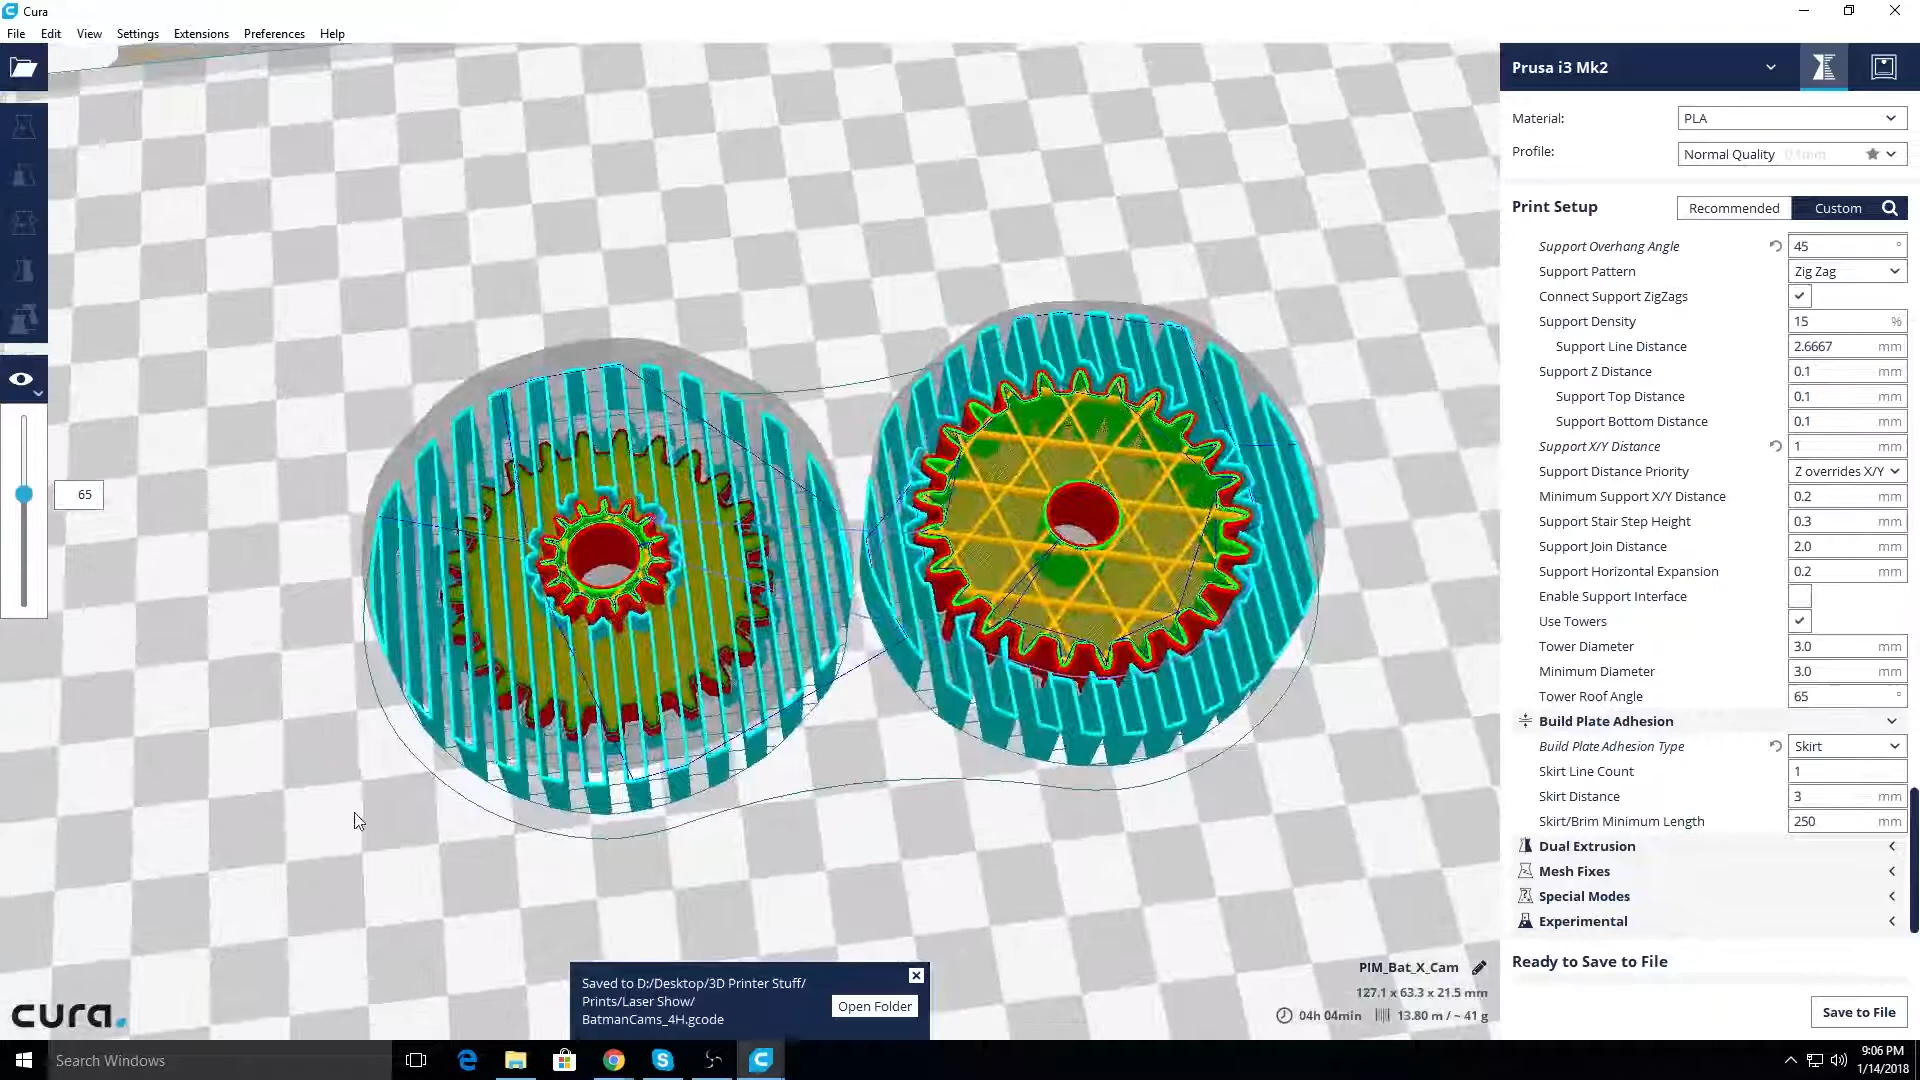 Cura
File Edit View Settings Extensions Preferences Help
Prusa i3 Mk2
Material: PLA
Profile: Normal Quality 0.1mm
Print Setup Recommended Custom
Support Overhang Angle 45 °
Support Pattern Zig Zag
Connect Support ZigZags
Support Density 15 %
Support Line Distance 2.6667 mm
Support Z Distance 0.1 mm
Support Top Distance 0.1 mm
Support Bottom Distance 0.1 mm
Support X/Y Distance 1 mm
Support Distance Priority Z overrides X/Y
Minimum Support X/Y Distance 0.2 mm
Support Stair Step Height 0.3 mm
Support Join Distance 2.0 mm
Support Horizontal Expansion 0.2 mm
Enable Support Interface
Use Towers
Tower Diameter 3.0 mm
Minimum Diameter 3.0 mm
Tower Roof Angle 65 °
Build Plate Adhesion
Build Plate Adhesion Type Skirt
Skirt Line Count 1
Skirt Distance 3 mm
Skirt/Brim Minimum Length 250 mm
Dual Extrusion
Mesh Fixes
Special Modes
Experimental
Ready to Save to File
Save to File
65
PIM_Bat_X_Cam
127.1 x 63.3 x 21.5 mm
04h 04min 13.80 m / ~ 41 g
Saved to D:/Desktop/3D Printer Stuff/
Prints/Laser Show/
BatmanCams_4H.gcode
Open Folder
cura.
Search Windows
9:06 PM
1/14/2018